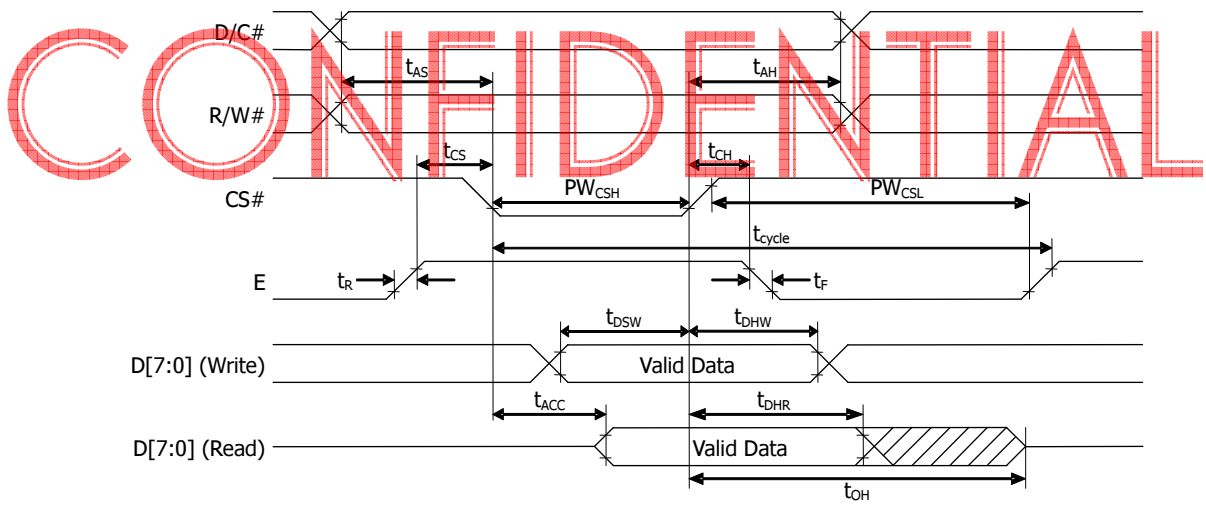 D/C#
CONFIDENTIAL
tAS
tAH
R/W#
tCS
tCH
CS#
PWCSH
PWCSL
tcycle
E
tR
tF
tDSW
tDHW
D[7:0] (Write)
Valid Data
tACC
tDHR
D[7:0] (Read)
Valid Data
tOH